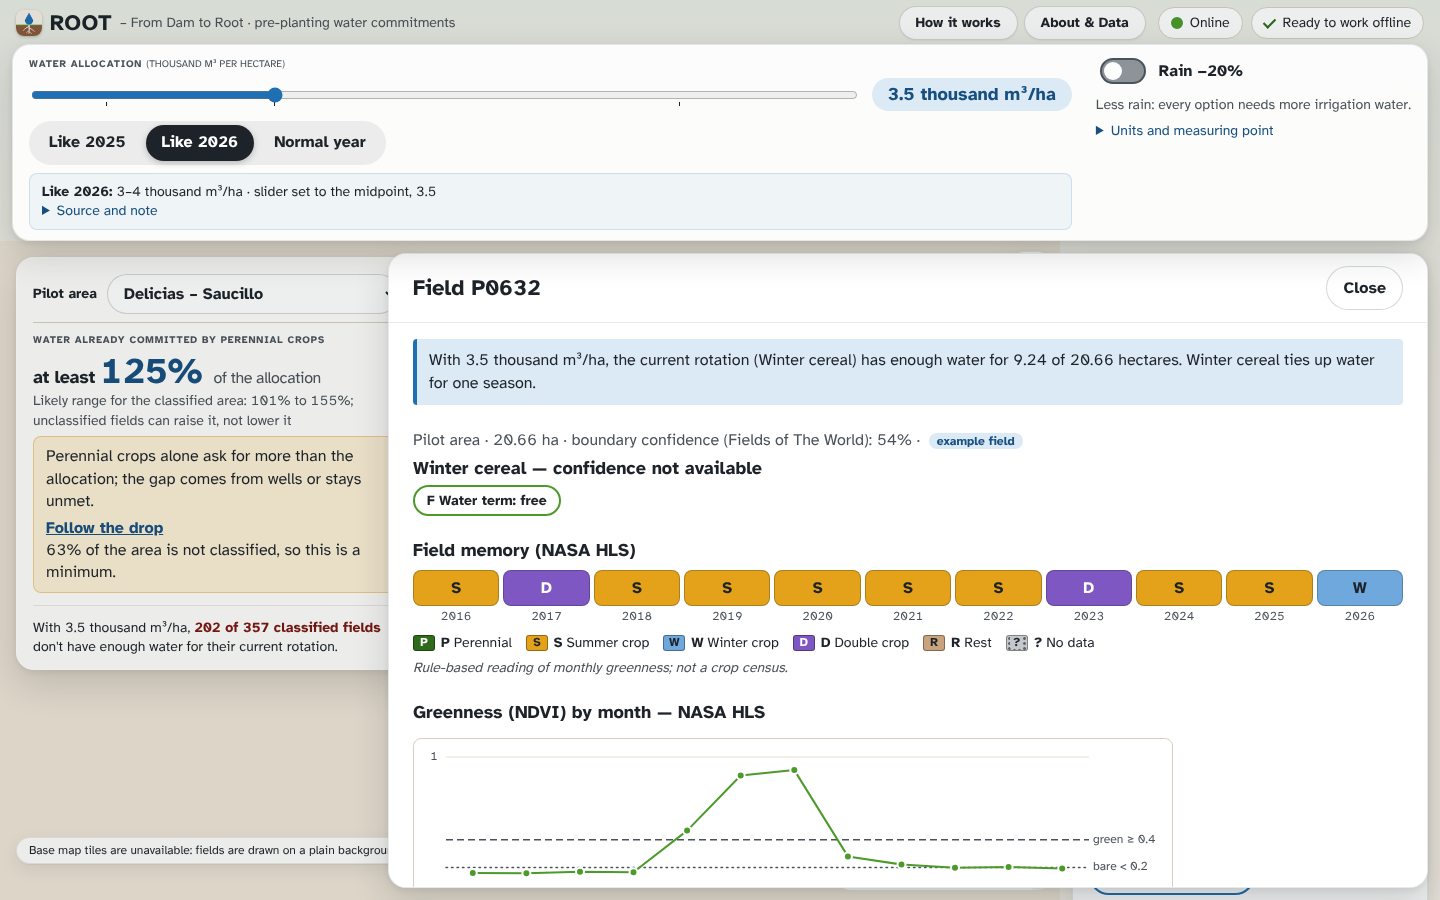 ROOT – From Dam to Root · pre-planting water commitments
How it works
About & Data
Online
Ready to work offline
WATER ALLOCATION (THOUSAND M³ PER HECTARE)
3.5 thousand m³/ha
Like 2025
Like 2026
Normal year
Like 2026: 3–4 thousand m³/ha · slider set to the midpoint, 3.5
Source and note
Rain −20%
Less rain: every option needs more irrigation water.
Units and measuring point
Pilot area
Delicias – Saucillo
WATER ALREADY COMMITTED BY PERENNIAL CROPS
at least 125% of the allocation
Likely range for the classified area: 101% to 155%;
unclassified fields can raise it, not lower it
Perennial crops alone ask for more than the
allocation; the gap comes from wells or stays
unmet.
Follow the drop
63% of the area is not classified, so this is a
minimum.
With 3.5 thousand m³/ha, 202 of 357 classified fields
don't have enough water for their current rotation.
Base map tiles are unavailable: fields are drawn on a plain
Field P0632
Close
With 3.5 thousand m³/ha, the current rotation (Winter cereal) has enough water for 9.24 of 20.66 hectares. Winter cereal ties up water
for one season.
Pilot area · 20.66 ha · boundary confidence (Fields of The World): 54% · example field
Winter cereal — confidence not available
F Water term: free
Field memory (NASA HLS)
S D S S S S S D S S W
2016 2017 2018 2019 2020 2021 2022 2023 2024 2025 2026
P P Perennial S S Summer crop W W Winter crop D D Double crop R R Rest ? ? No data
Rule-based reading of monthly greenness; not a crop census.
Greenness (NDVI) by month — NASA HLS
1
green ≥ 0.4
bare < 0.2